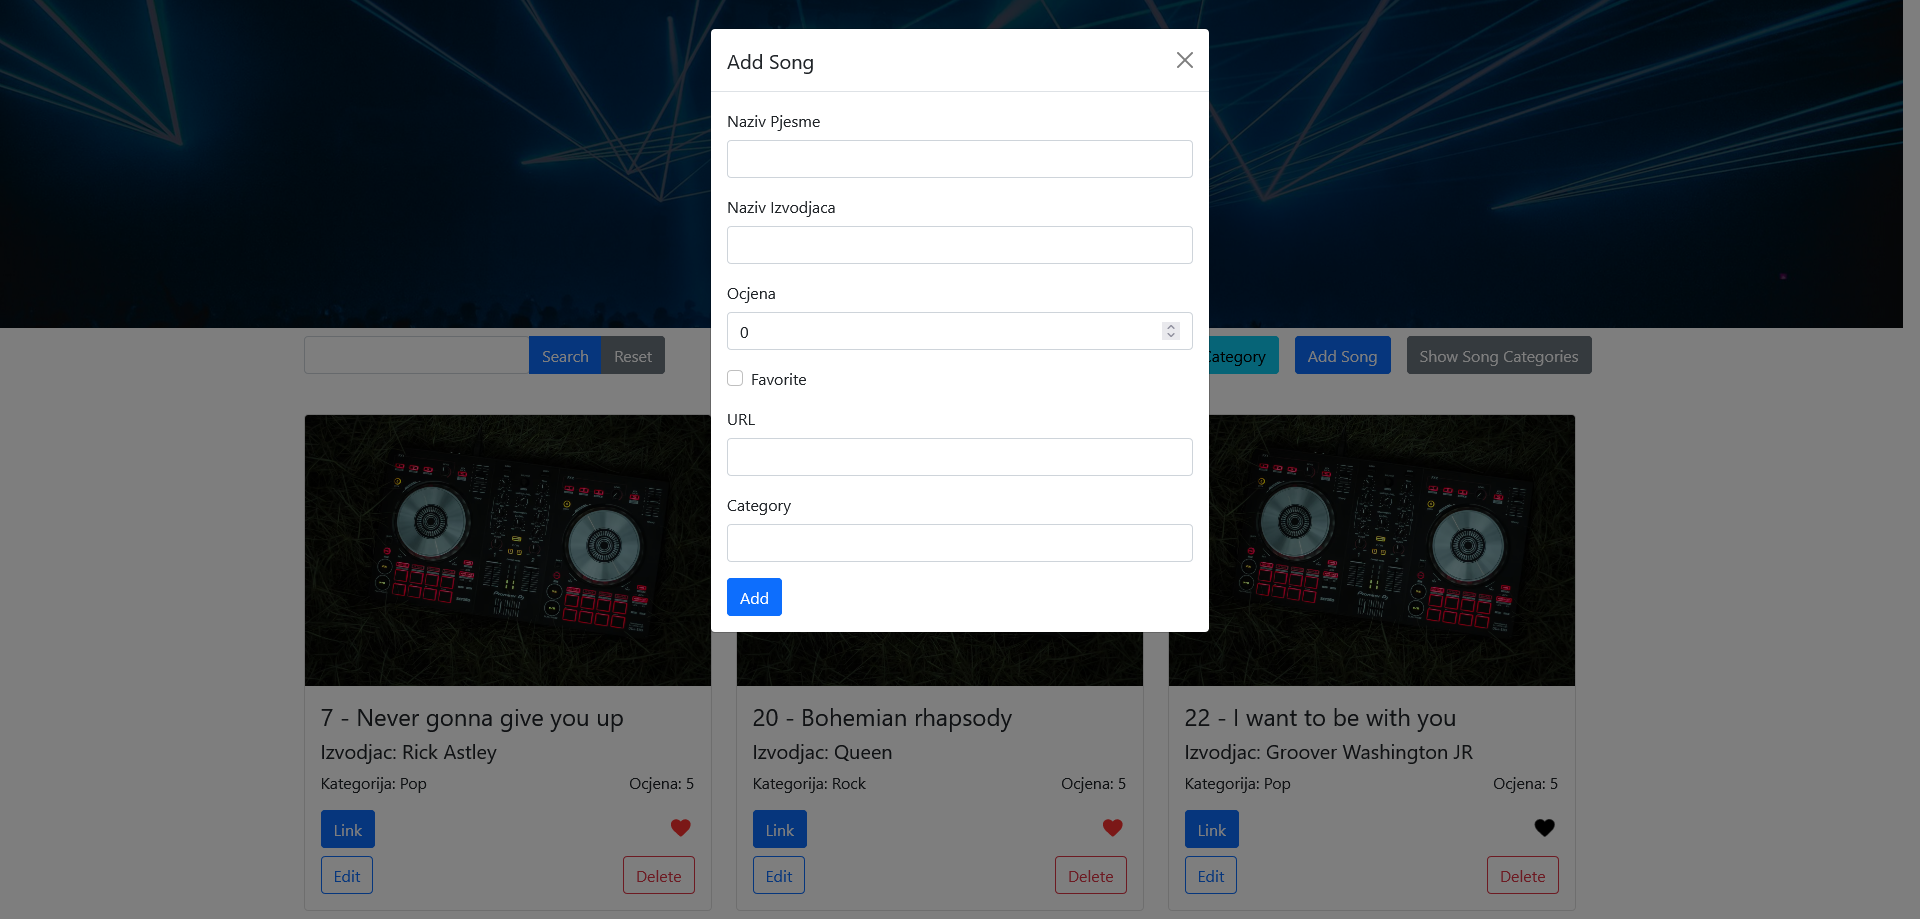 Add Song
Naziv Pjesme
Naziv Izvodjaca
Ocjena
0
Favorite
URL
Category
Add
Search Reset
Category Add Song Show Song Categories
7 - Never gonna give you up
Izvodjac: Rick Astley
Kategorija: Pop Ocjena: 5
Link
Edit Delete
20 - Bohemian rhapsody
Izvodjac: Queen
Kategorija: Rock Ocjena: 5
Link
Edit Delete
22 - I want to be with you
Izvodjac: Groover Washington JR
Kategorija: Pop Ocjena: 5
Link
Edit Delete